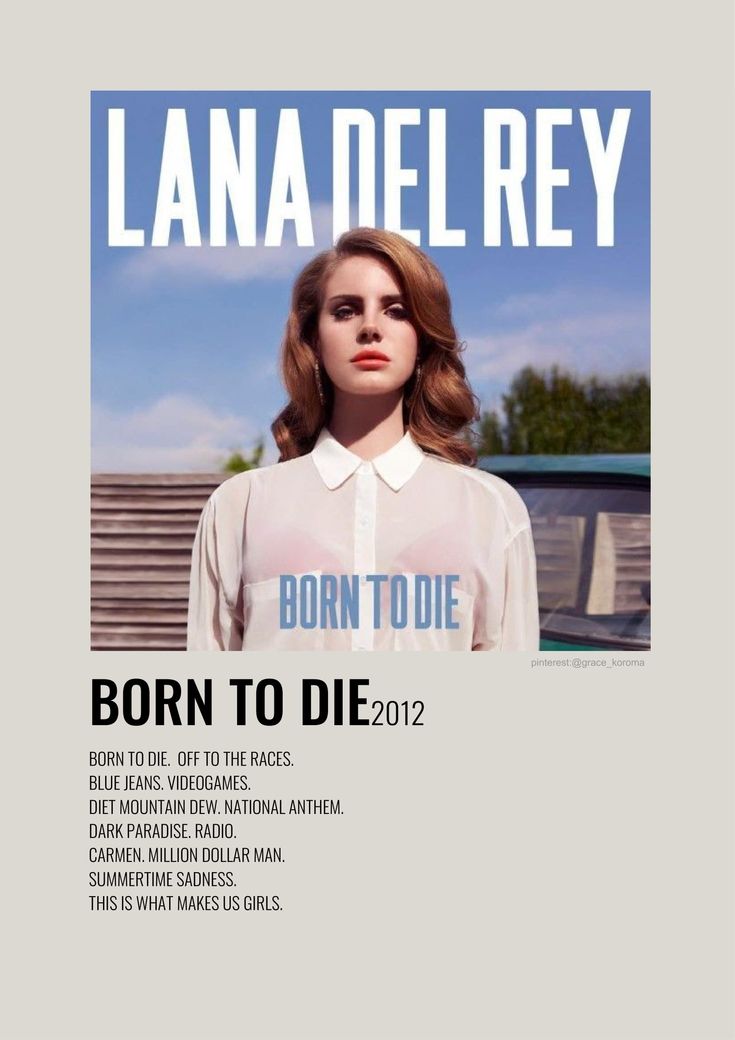 LANA DEL REY
BORN TO DIE
pinterest:@grace_koroma
BORN TO DIE2012
BORN TO DIE.  OFF TO THE RACES.
BLUE JEANS. VIDEOGAMES.
DIET MOUNTAIN DEW. NATIONAL ANTHEM.
DARK PARADISE. RADIO.
CARMEN. MILLION DOLLAR MAN.
SUMMERTIME SADNESS.
THIS IS WHAT MAKES US GIRLS.